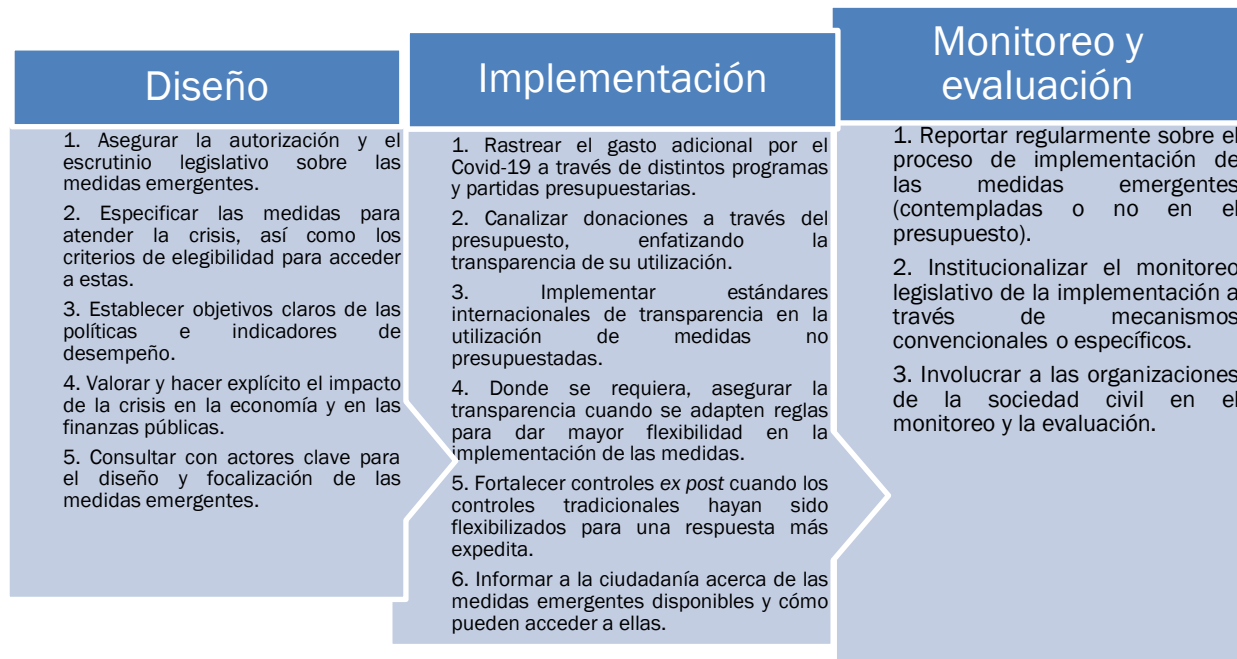 Diseño
1. Asegurar la autorización y el
escrutinio legislativo sobre las
medidas emergentes.
2. Especificar las medidas para
atender la crisis, así como los
criterios de elegibilidad para acceder
a estas.
3. Establecer objetivos claros de las
políticas e indicadores de
desempeño.
4. Valorar y hacer explícito el impacto
de la crisis en la economía y en las
finanzas públicas.
5. Consultar con actores clave para
el diseño y focalización de las
medidas emergentes.
Implementación
1. Rastrear el gasto adicional por el
Covid-19 a través de distintos programas
y partidas presupuestarias.
2. Canalizar donaciones a través del
presupuesto, enfatizando la
transparencia de su utilización.
3. Implementar estándares
internacionales de transparencia en la
utilización de medidas no
presupuestadas.
4. Donde se requiera, asegurar la
transparencia cuando se adapten reglas
para dar mayor flexibilidad en la
implementación de las medidas.
5. Fortalecer controles ex post cuando los
controles tradicionales hayan sido
flexibilizados para una respuesta más
expedita.
6. Informar a la ciudadanía acerca de las
medidas emergentes disponibles y cómo
pueden acceder a ellas.
Monitoreo y
evaluación
1. Reportar regularmente sobre el
proceso de implementación de
las medidas emergentes
(contempladas o no en el
presupuesto).
2. Institucionalizar el monitoreo
legislativo de la implementación a
través de mecanismos
convencionales o específicos.
3. Involucrar a las organizaciones
de la sociedad civil en el
monitoreo y la evaluación.